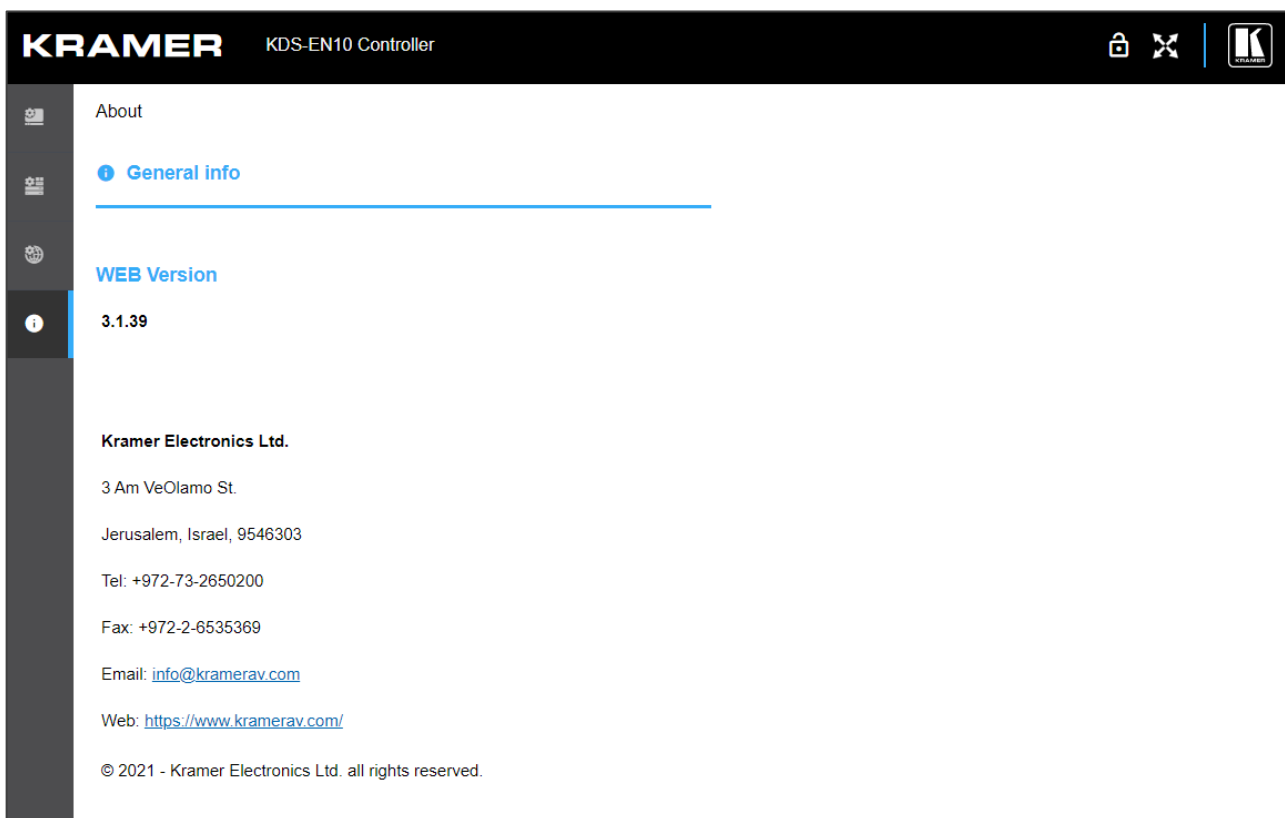 KRAMER KDS-EN10 Controller
KRAMER
About
General info
WEB Version
3.1.39
Kramer Electronics Ltd.
3 Am VeOlamo St.
Jerusalem, Israel, 9546303
Tel: +972-73-2650200
Fax: +972-2-6535369
Email: info@kramerav.com
Web: https://www.kramerav.com/
© 2021 - Kramer Electronics Ltd. all rights reserved.